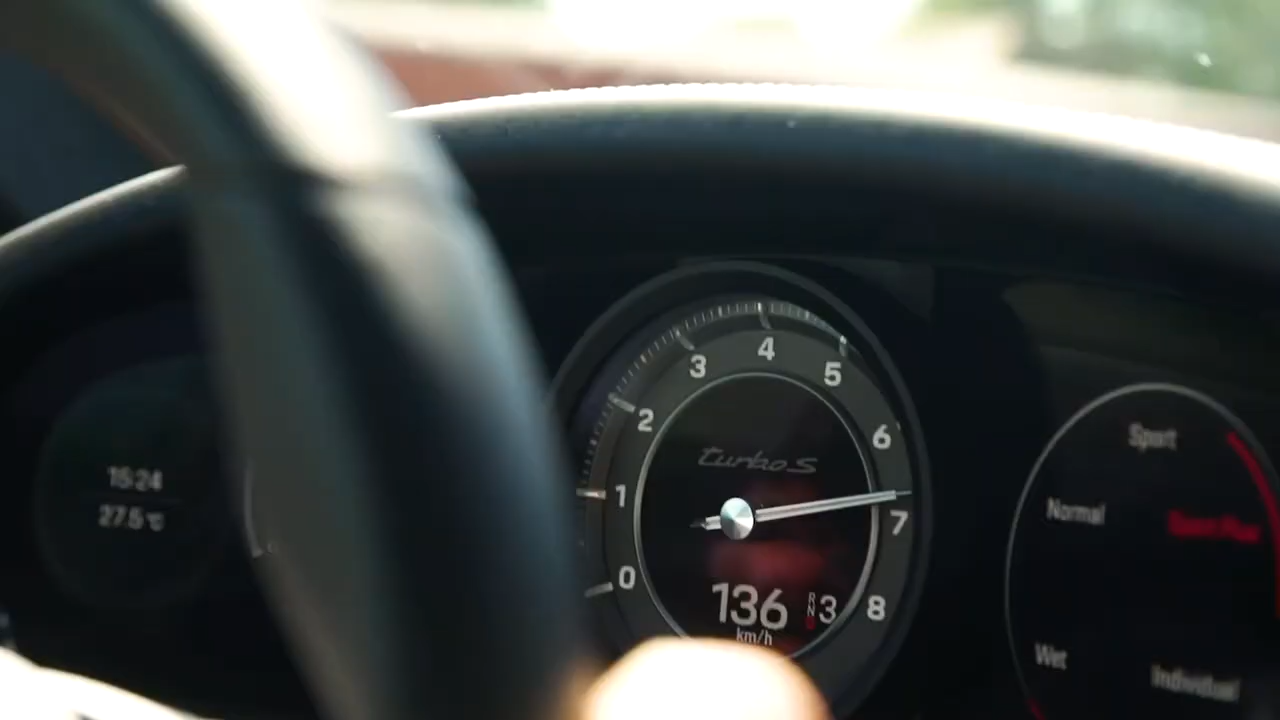 15:24
27.5 °C
0
1
2
3
4
5
6
7
8
turbo S
136
km/h
R
N
3
Sport
Normal
Sport Plus
Wet
Individual